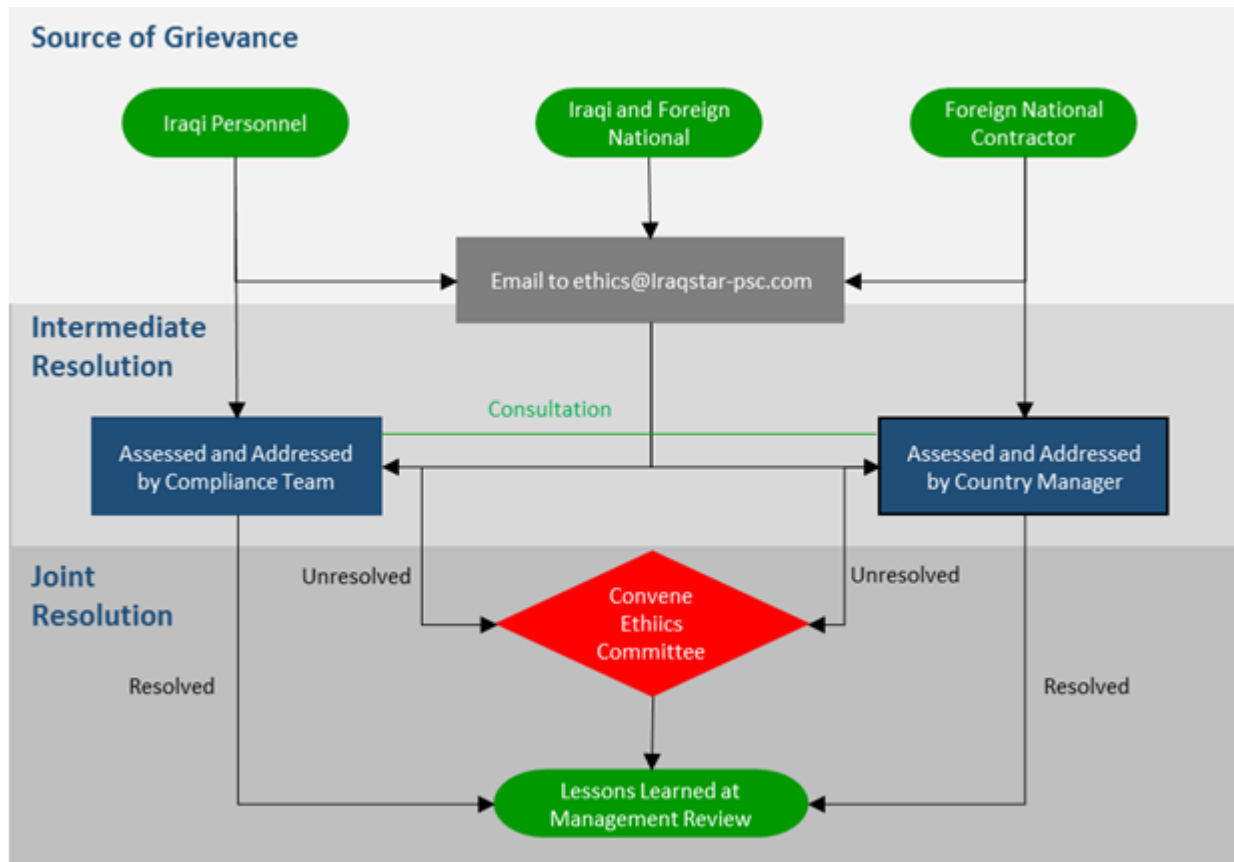 Source of Grievance
Iraqi Personnel
Iraqi and Foreign
National
Foreign National
Contractor
Email to ethics@Iraqstar-psc.com
Intermediate
Resolution
Consultation
Assessed and Addressed
by Compliance Team
Assessed and Addressed
by Country Manager
Joint
Resolution
Unresolved
Unresolved
Convene
Ethiics
Committee
Resolved
Resolved
Lessons Learned at
Management Review